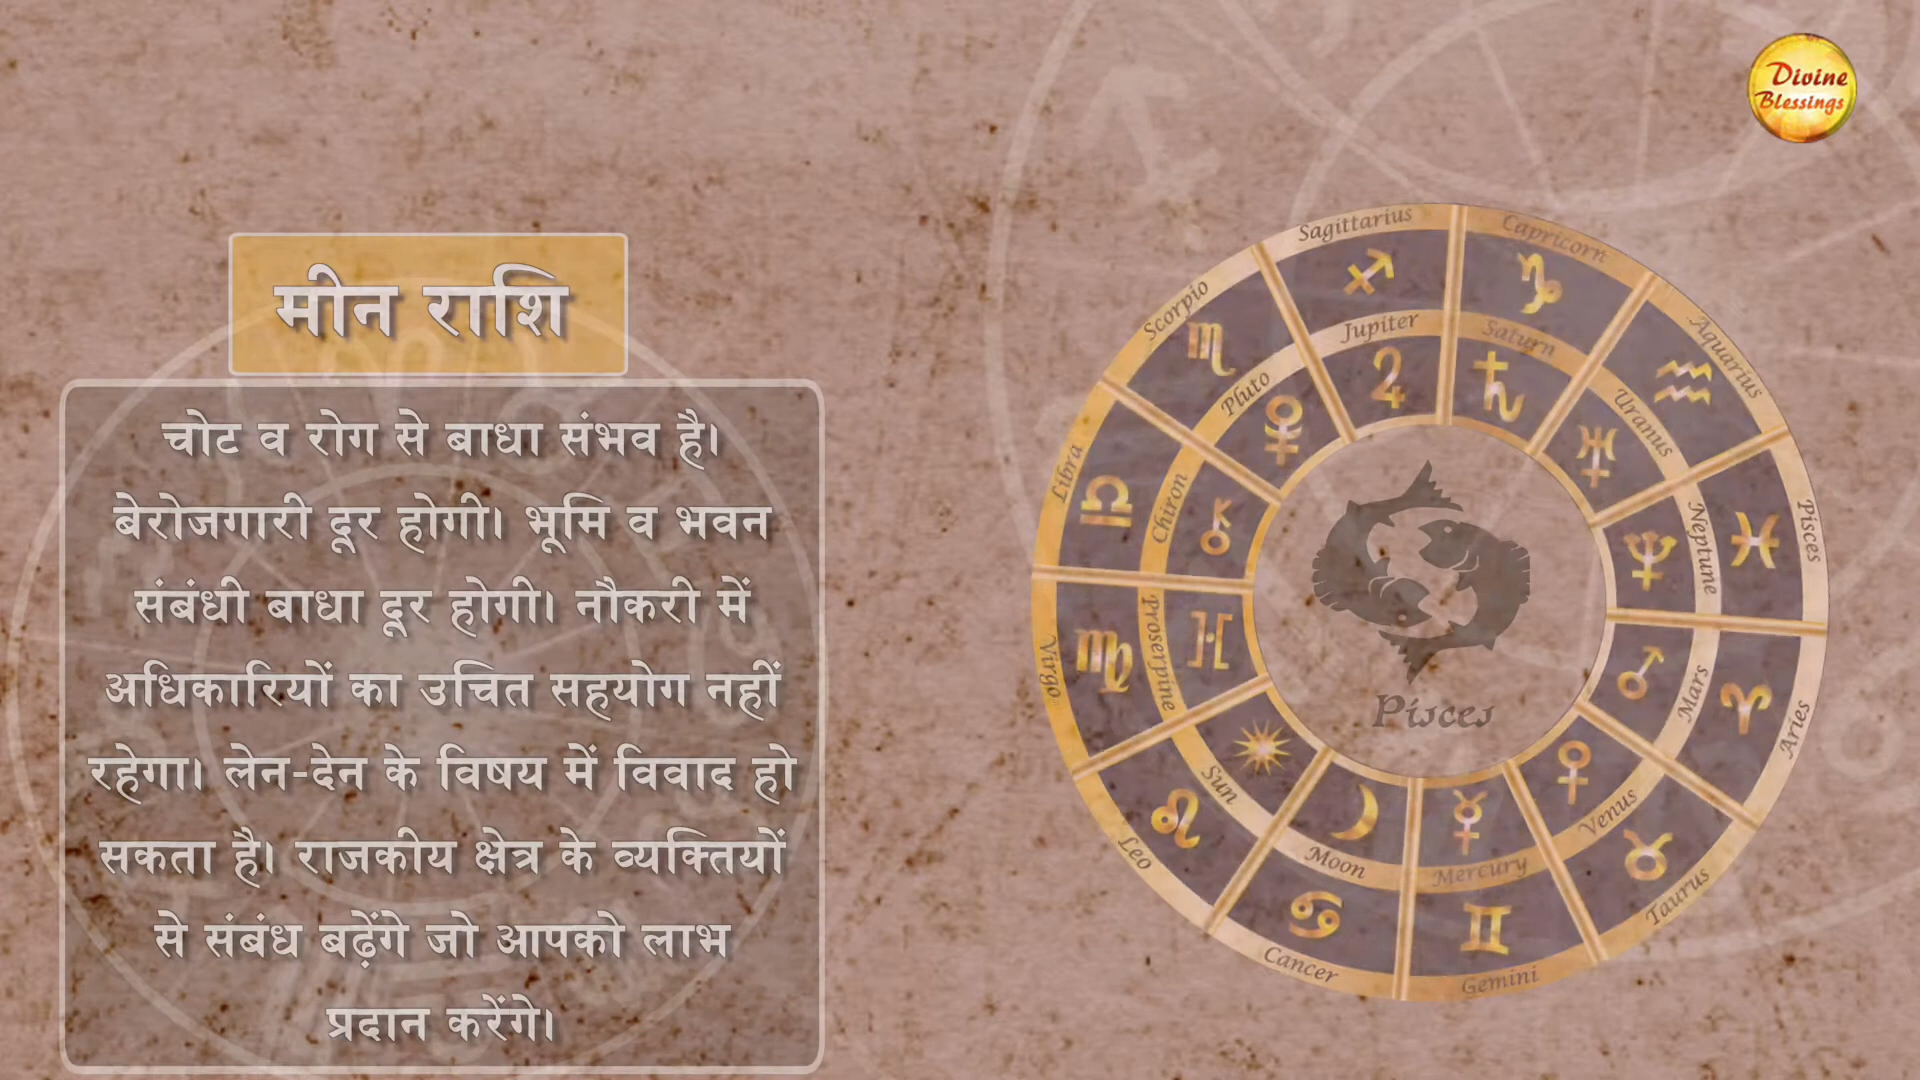 Divine
Blessings
मीन राशि
चोट व रोग से बाधा संभव है।
बेरोजगारी दूर होगी। भूमि व भवन
संबंधी बाधा दूर होगी। नौकरी में
अधिकारियों का उचित सहयोग नहीं
रहेगा। लेन-देन के विषय में विवाद हो
सकता है। राजकीय क्षेत्र के व्यक्तियों
से संबंध बढ़ेंगे जो आपको लाभ
प्रदान करेंगे।
Sagittarius
Capricorn
Aquarius
Pisces
Aries
Taurus
Gemini
Cancer
Leo
Virgo
Libra
Scorpio
Jupiter
Saturn
Uranus
Neptune
Mars
Venus
Mercury
Moon
Sun
Proserpine
Chiron
Pluto
Pisces